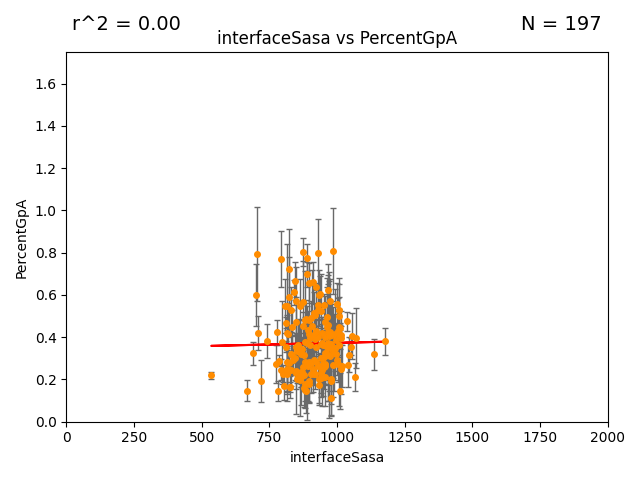 r^2 = 0.00
N = 197
interfaceSasa vs PercentGpA
PercentGpA
1.6
1.4
1.2
1.0
0.8
0.6
0.4
0.2
0.0
0 250 500 750 1000 1250 1500 1750 2000
interfaceSasa